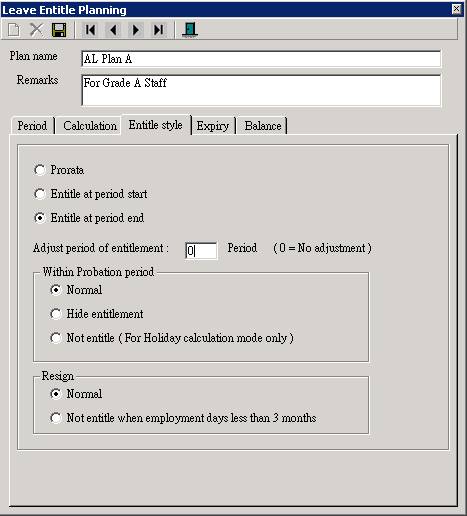 Leave Entitle Planning
Plan name AL Plan A
Remarks For Grade A Staff
Period Calculation Entitle style Expiry Balance
Prorata
Entitle at period start
Entitle at period end
Adjust period of entitlement : 0 Period ( 0 = No adjustment )
Within Probation period
Normal
Hide entitlement
Not entitle ( For Holiday calculation mode only )
Resign
Normal
Not entitle when employment days less than 3 months